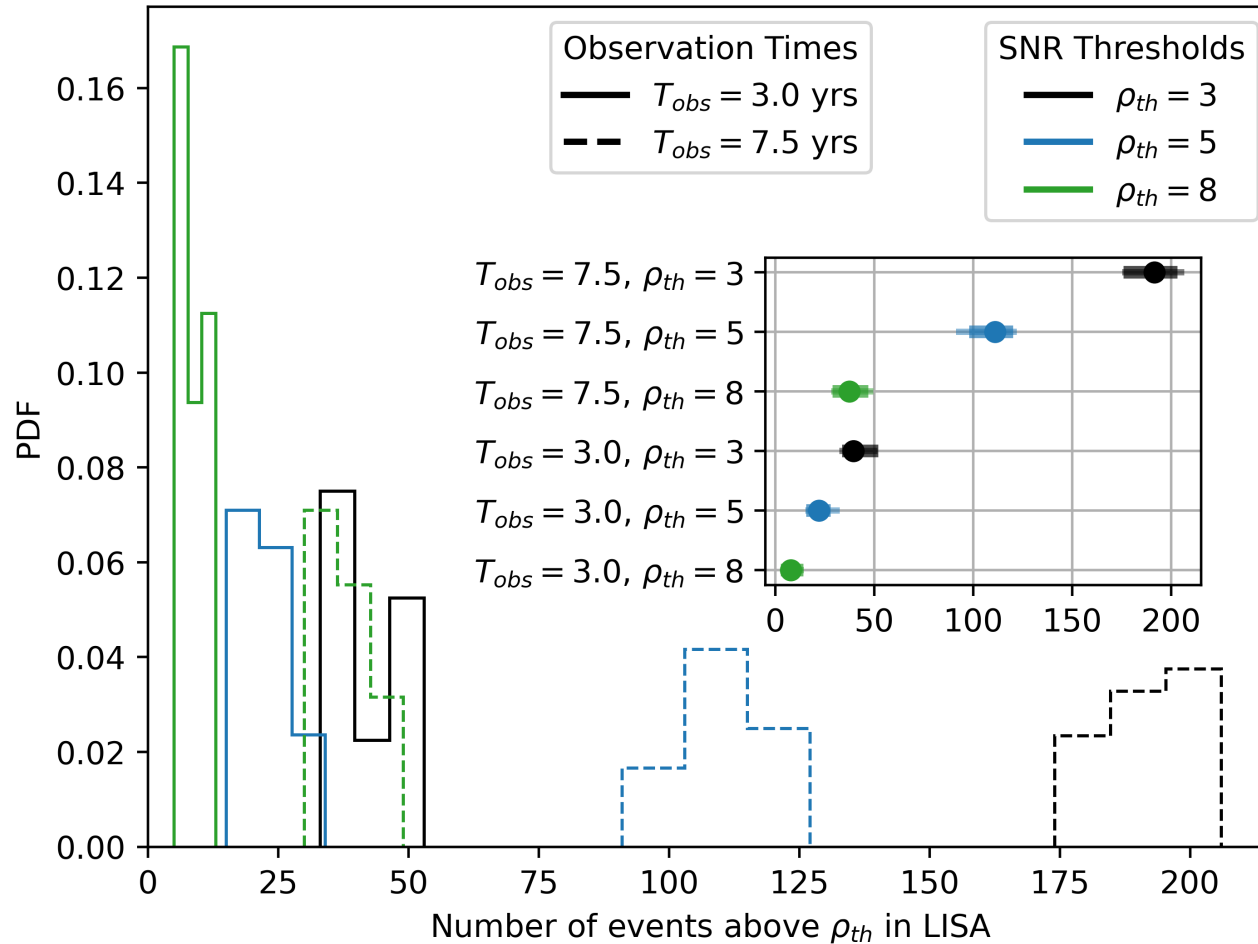 Observation Times
T_obs = 3.0 yrs
T_obs = 7.5 yrs
SNR Thresholds
ρ_th = 3
ρ_th = 5
ρ_th = 8
PDF
0.16
0.14
0.12
0.10
0.08
0.06
0.04
0.02
0.00
T_obs = 7.5, ρ_th = 3
T_obs = 7.5, ρ_th = 5
T_obs = 7.5, ρ_th = 8
T_obs = 3.0, ρ_th = 3
T_obs = 3.0, ρ_th = 5
T_obs = 3.0, ρ_th = 8
0 50 100 150 200
0 25 50 75 100 125 150 175 200
Number of events above ρ_th in LISA